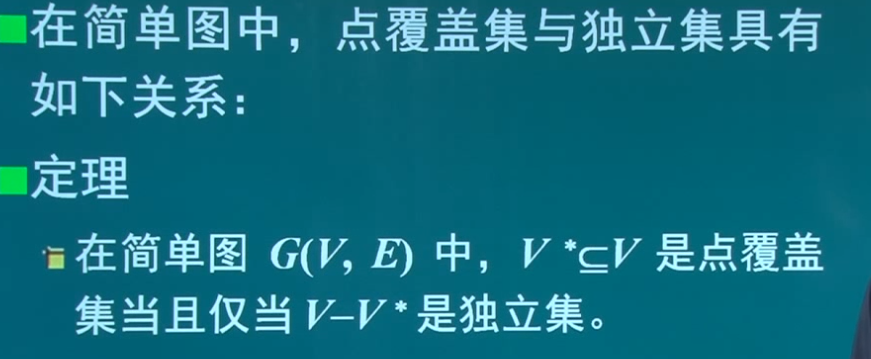 在简单图中，点覆盖集与独立集具有
如下关系：
定理
在简单图 G(V, E) 中，V *⊆V 是点覆盖
集当且仅当 V–V * 是独立集。